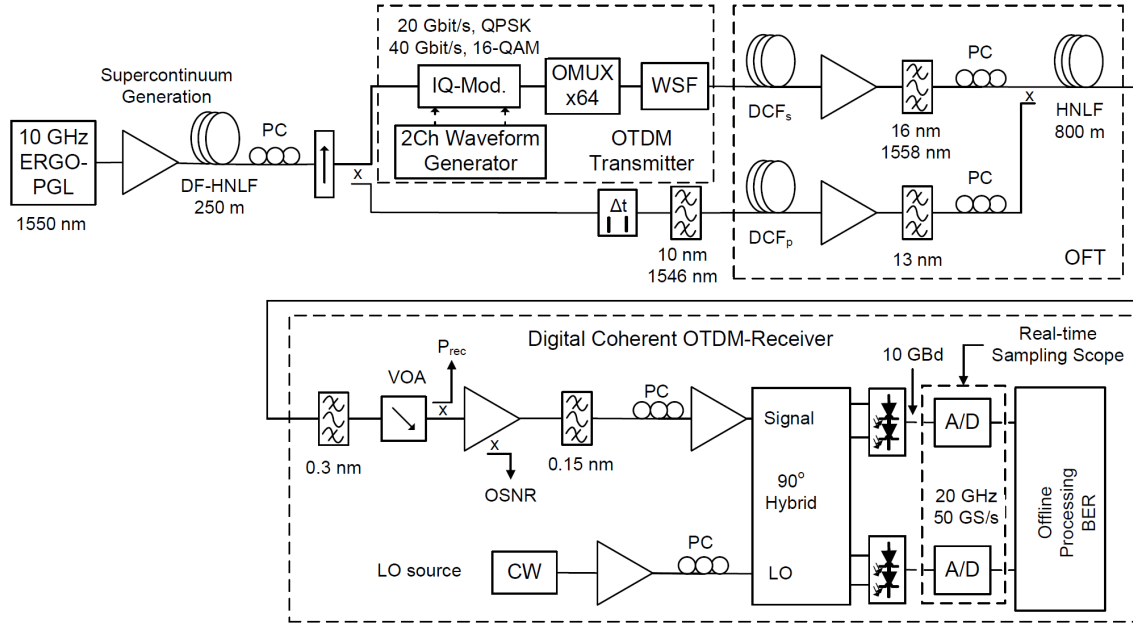 20 Gbit/s, QPSK
40 Gbit/s, 16-QAM
Supercontinuum
Generation
10 GHz
ERGO-
PGL
1550 nm
DF-HNLF
250 m
PC
x
IQ-Mod.
2Ch Waveform
Generator
OMUX
x64
WSF
OTDM
Transmitter
Δt
10 nm
1546 nm
DCFs
16 nm
1558 nm
PC
x
HNLF
800 m
DCFp
13 nm
PC
OFT
Digital Coherent OTDM-Receiver
Real-time
Sampling Scope
0.3 nm
VOA
Prec
x
x
OSNR
0.15 nm
PC
Signal
90o
Hybrid
LO
10 GBd
A/D
20 GHz
50 GS/s
A/D
Offline
Processing
BER
LO source
CW
PC